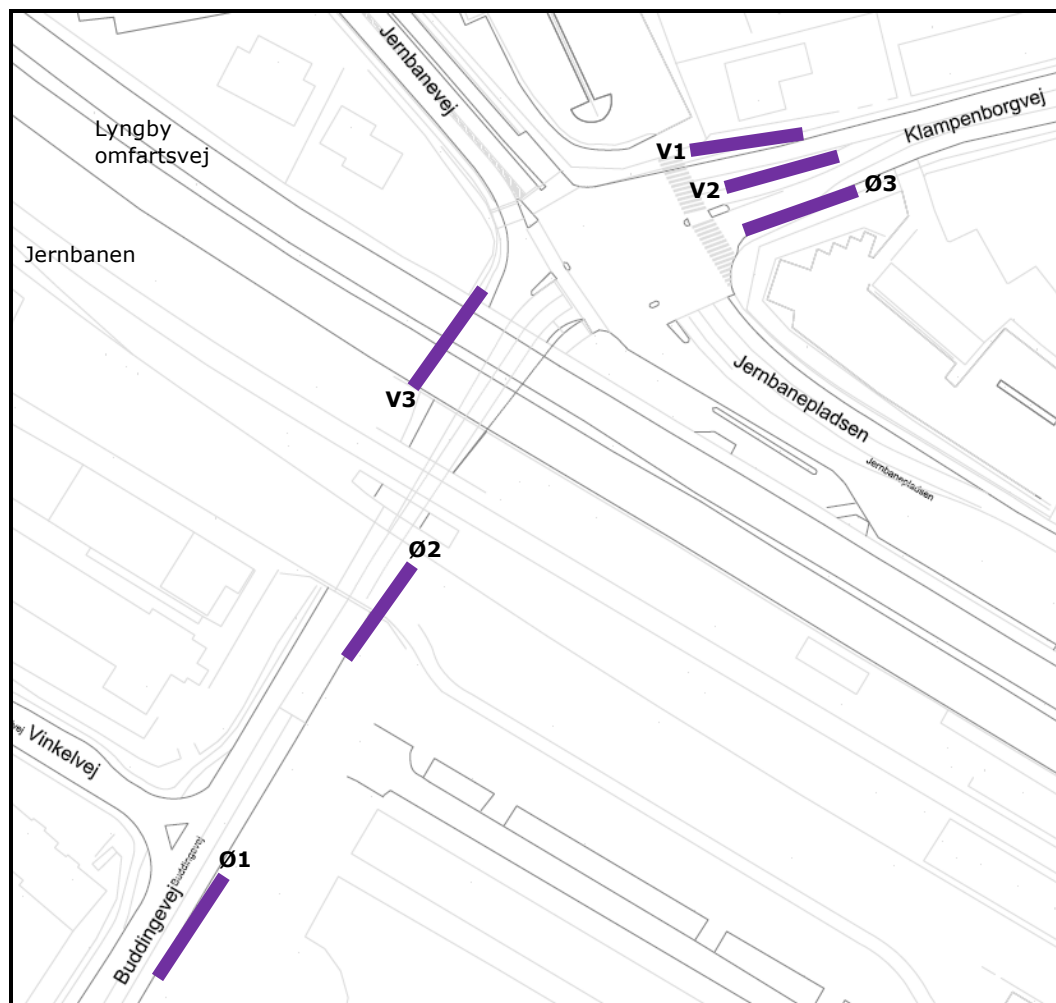 Jernbanevej
Lyngby
omfartsvej
Klampenborgvej
V1
V2
Ø3
Jernbanen
V3
Jernbanepladsen
Jernbanepladsen
Ø2
Vinkelvej
Ø1
Buddingevej
Buddingevej